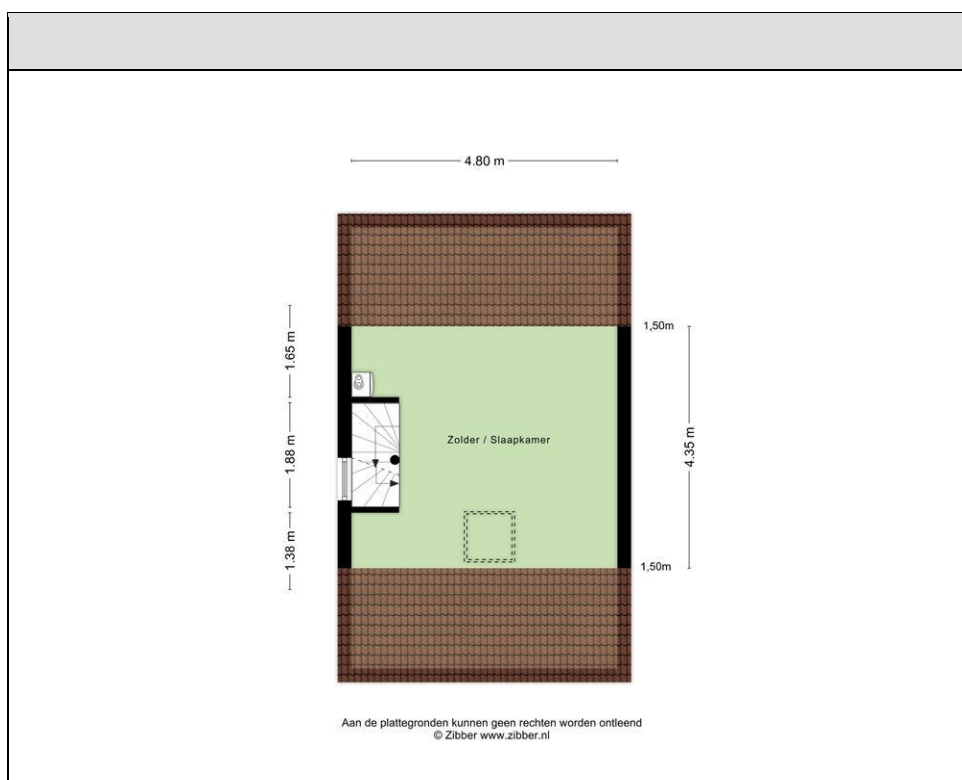 4.80 m
1,50m
1.65 m
1.88 m
Zolder / Slaapkamer
4.35 m
1.38 m
1,50m
Aan de plattegronden kunnen geen rechten worden ontleend
© Zibber www.zibber.nl